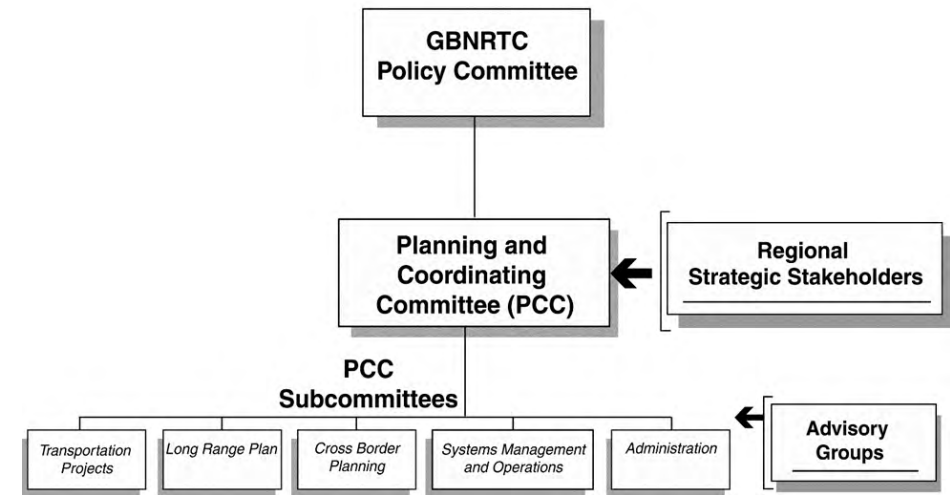 GBNRTC
Policy Committee
Planning and
Coordinating
Committee (PCC)
Regional
Strategic Stakeholders
PCC
Subcommittees
Transportation
Projects
Long Range Plan
Cross Border
Planning
Systems Management
and Operations
Administration
Advisory
Groups